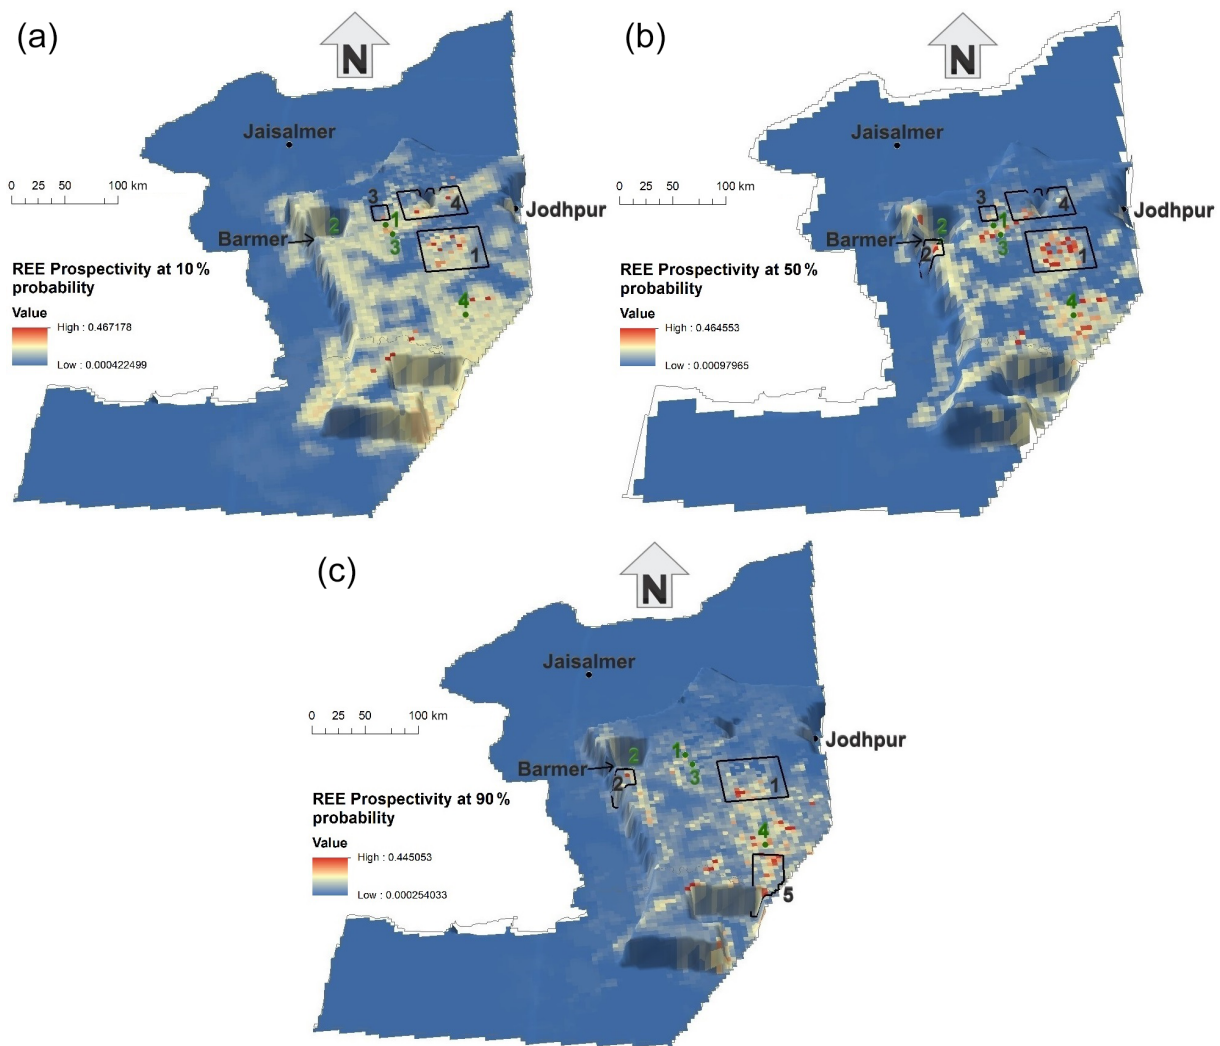 (a)
N
Jaisalmer
0 25 50 100 km
3
4
1
2
3
Barmer
Jodhpur
1
4
REE Prospectivity at 10 %
probability
Value
High : 0.467178
Low : 0.000422499
(b)
N
Jaisalmer
0 25 50 100 km
3
4
1
2
3
Barmer
Jodhpur
2
1
4
REE Prospectivity at 50 %
probability
Value
High : 0.464553
Low : 0.00097965
(c)
N
Jaisalmer
0 25 50 100 km
1
2
3
Barmer
Jodhpur
2
1
4
5
REE Prospectivity at 90 %
probability
Value
High : 0.445053
Low : 0.000254033